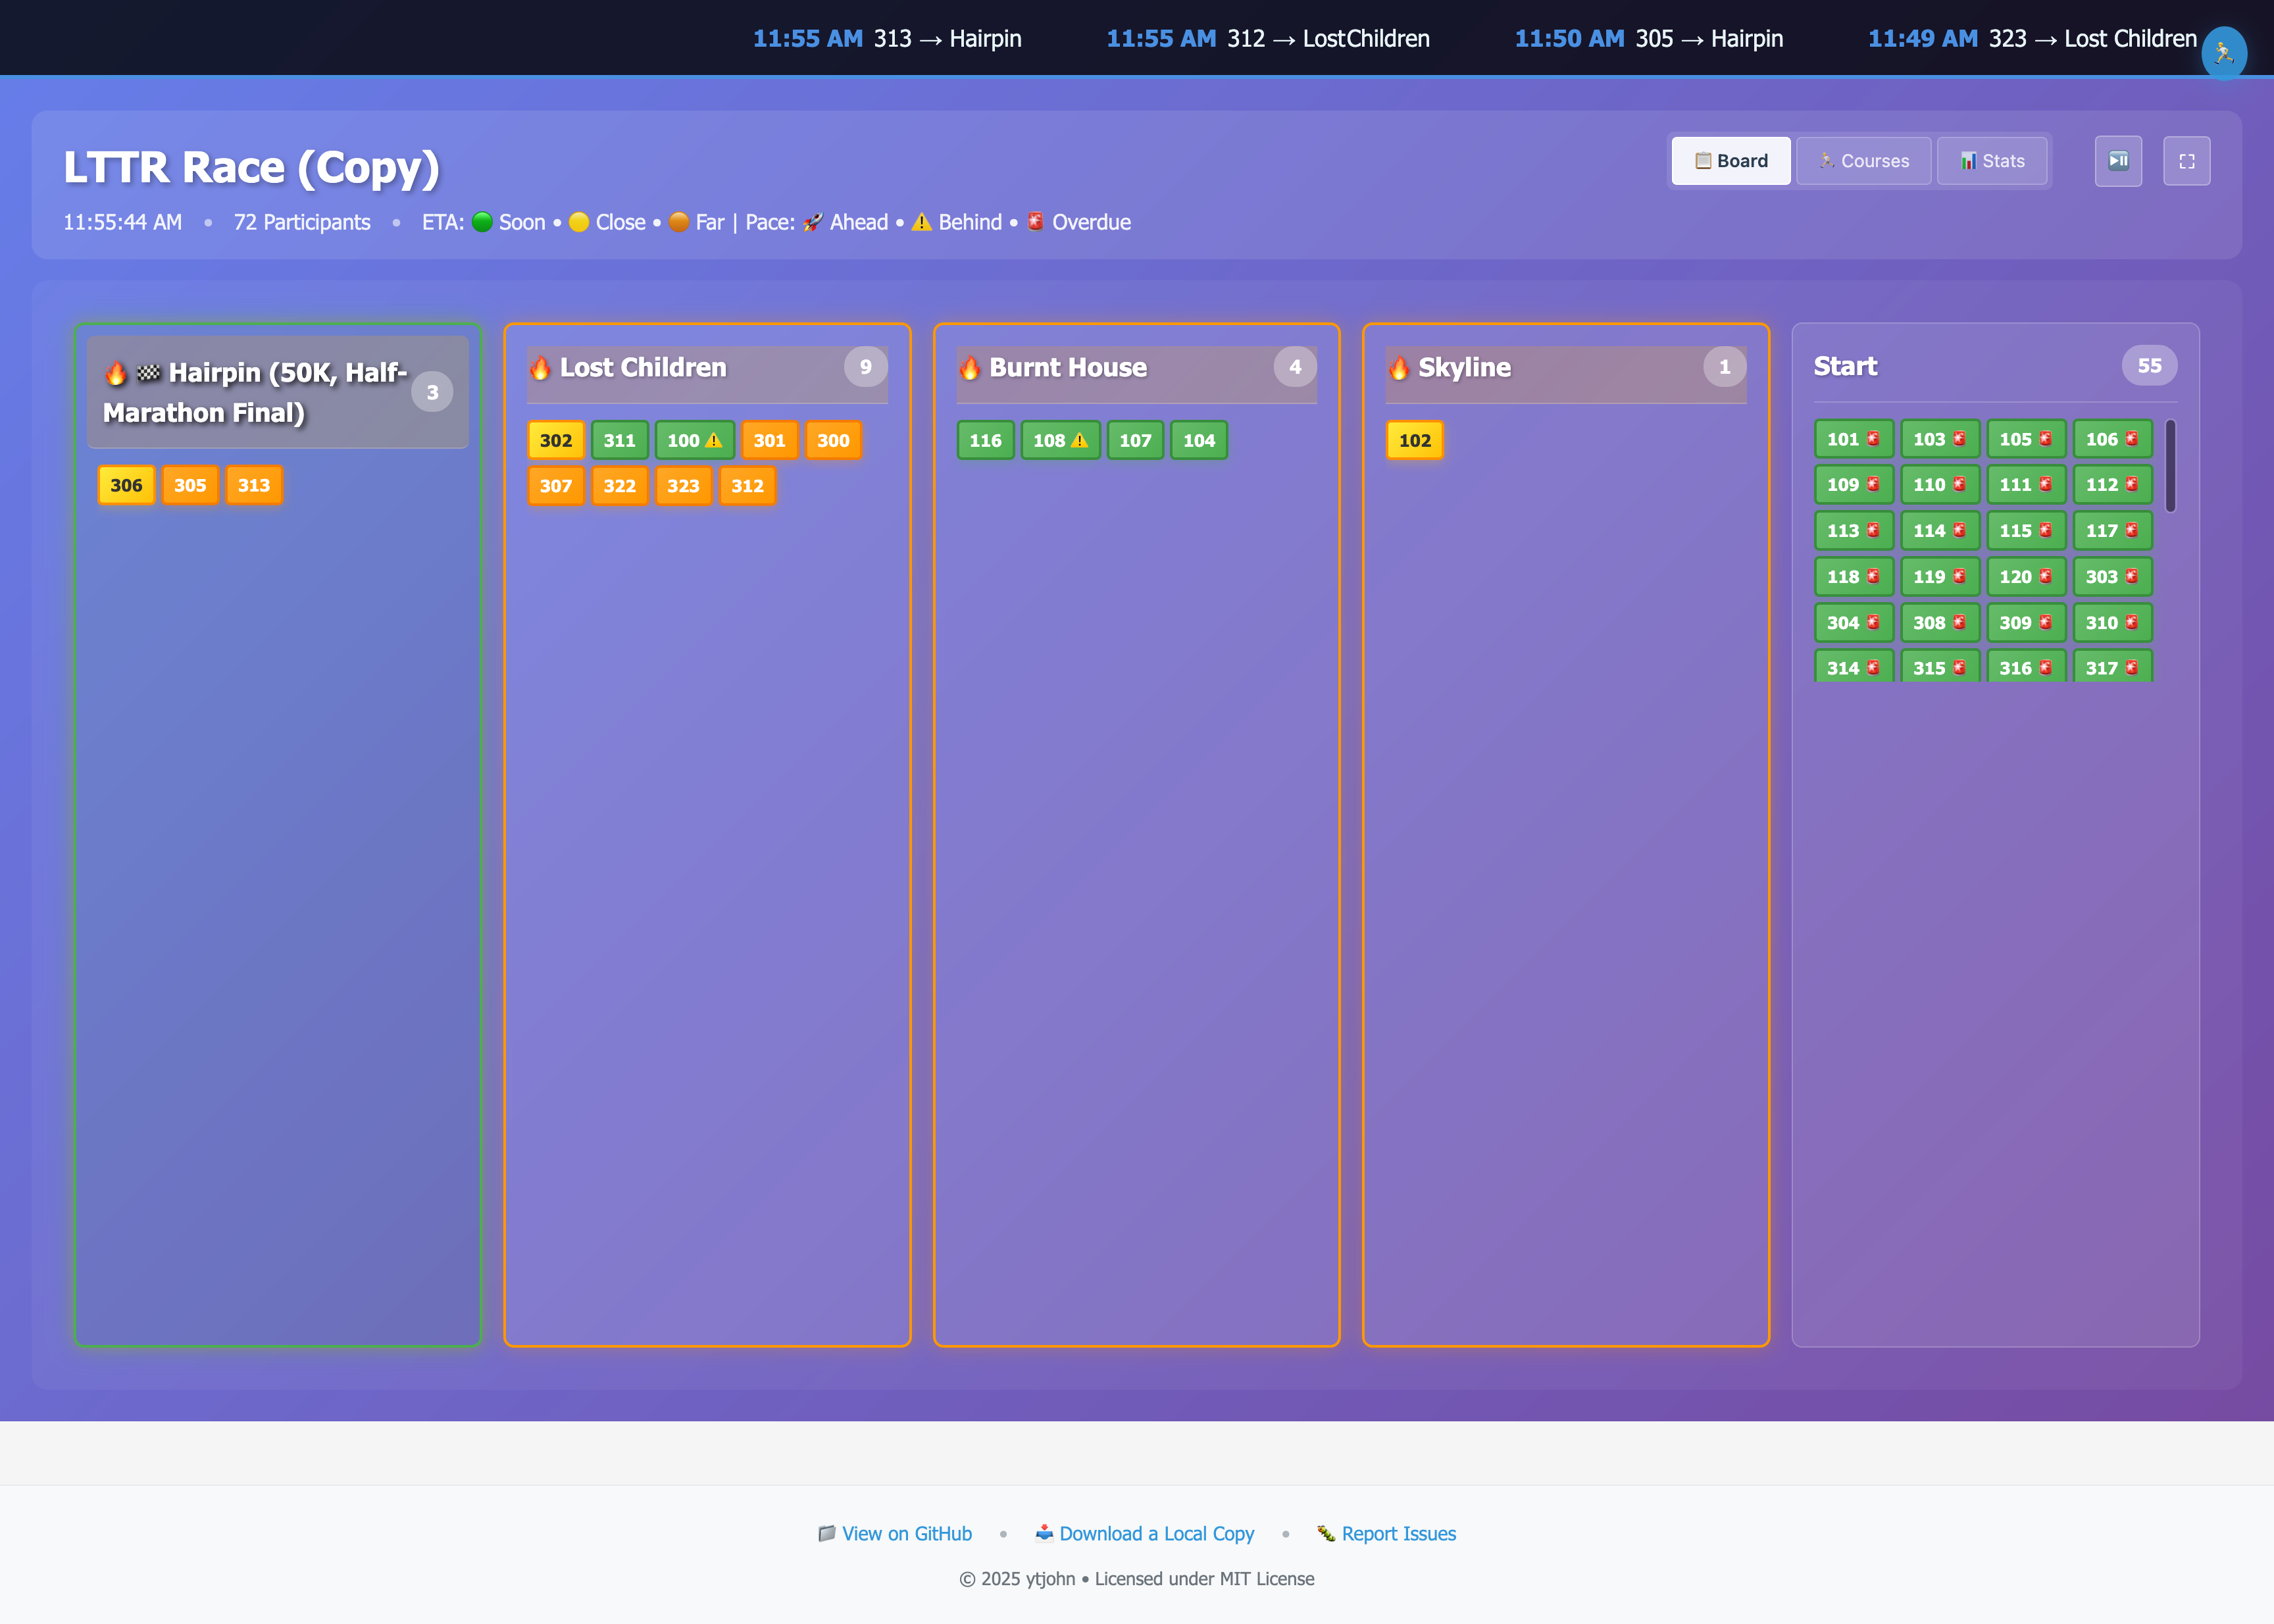 11:55 AM 313 → Hairpin 11:55 AM 312 → LostChildren 11:50 AM 305 → Hairpin 11:49 AM 323 → Lost Children
LTTR Race (Copy)
Board Courses Stats
11:55:44 AM • 72 Participants • ETA: Soon • Close • Far | Pace: Ahead • Behind • Overdue
Hairpin (50K, Half-
Marathon Final)
3
306 305 313
Lost Children 9
302 311 100 301 300
307 322 323 312
Burnt House 4
116 108 107 104
Skyline 1
102
Start 55
101 103 105 106
109 110 111 112
113 114 115 117
118 119 120 303
304 308 309 310
314 315 316 317
View on GitHub • Download a Local Copy • Report Issues
© 2025 ytjohn • Licensed under MIT License